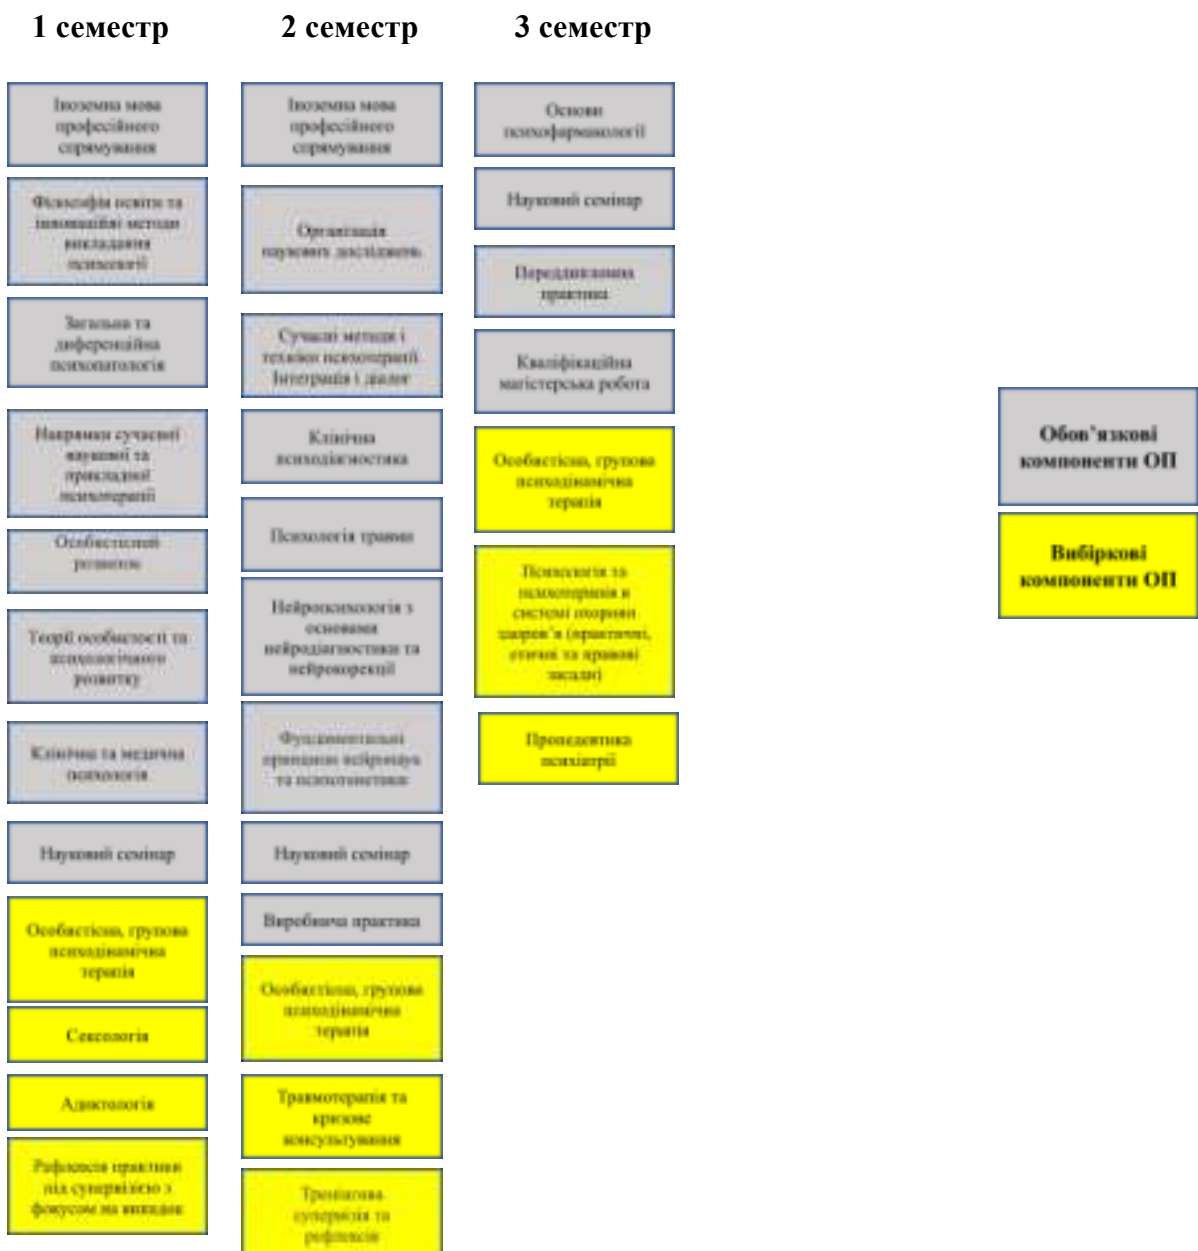 1 семестр
2 семестр
3 семестр
Іноземна мова
професійного
спрямування
Філософія освіти та
інноваційні методи
викладання
психології
Загальна та
диференційна
психопатологія
Напрямки сучасної
наукової та
прикладної
психотерапії
Особистісний
розвиток
Теорії особистості та
психологічного
розвитку
Клінічна та медична
психологія
Науковий семінар
Особистісна, групова
психодінамічна
терапія
Сексологія
Адиктологія
Рефлексія практики
під супервізією з
фокусом на випадок
Іноземна мова
професійного
спрямування
Організація
наукових досліджень
Сучасні методи і
техніки психотерапії
Інтеграція і діалог
Клінічна
психодіагностика
Психологія травми
Нейропсихологія з
основами
нейродіагностики та
нейрокорекції
Фундаментальні
принципи нейронаук
та психогенетики
Науковий семінар
Виробнича практика
Особистісна, групова
психодінамічна
терапія
Травмотерапія та
кризове
консультування
Тренінгова
супервізія та
рефлексія
Основи
психофармакології
Науковий семінар
Переддипломна
практика
Кваліфікаційна
магістерська робота
Особистісна, групова
психодінамічна
терапія
Психологія та
психотерапія в
системі охорони
здоров’я (практичні,
етичні та правові
засади)
Пропедевтика
психіатрії
Обов’язкові
компоненти ОП
Вибіркові
компоненти ОП